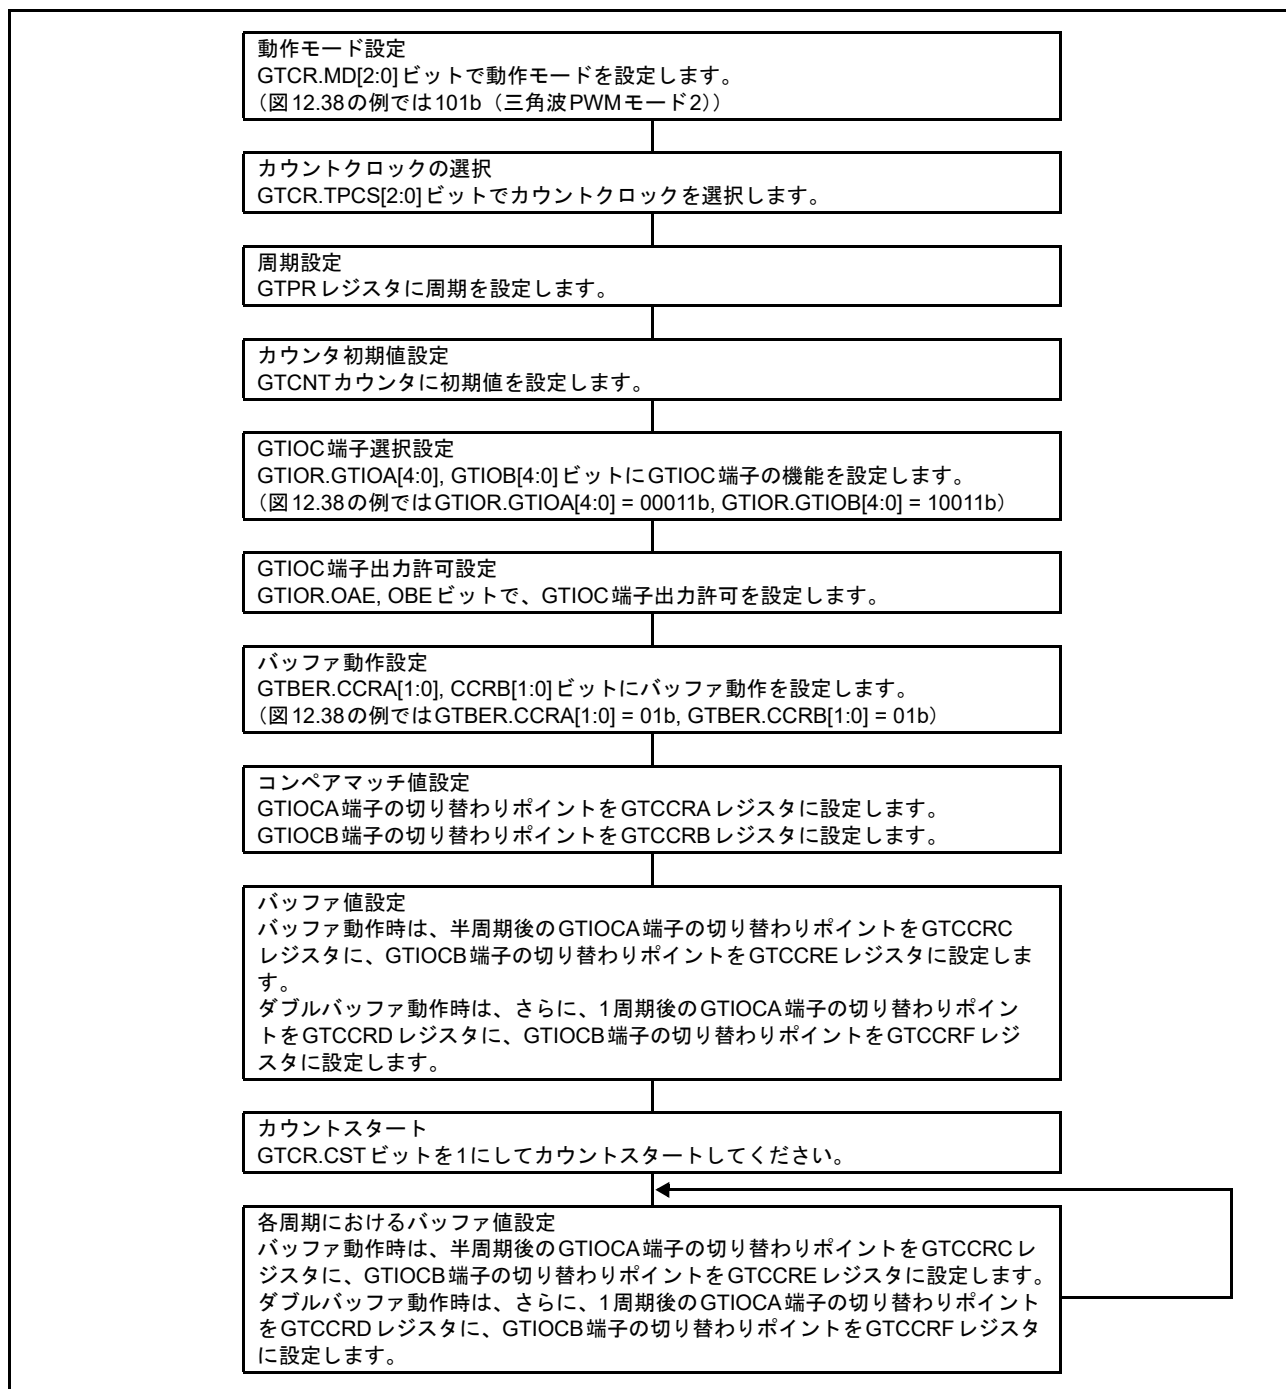 動作モード設定
GTCR.MD[2:0]ビットで動作モードを設定します。
（図12.38の例では101b（三角波PWMモード2））
カウントクロックの選択
GTCR.TPCS[2:0]ビットでカウントクロックを選択します。
周期設定
GTPRレジスタに周期を設定します。
カウンタ初期値設定
GTCNTカウンタに初期値を設定します。
GTIOC端子選択設定
GTIOR.GTIOA[4:0], GTIOB[4:0]ビットにGTIOC端子の機能を設定します。
（図12.38の例ではGTIOR.GTIOA[4:0] = 00011b, GTIOR.GTIOB[4:0] = 10011b）
GTIOC端子出力許可設定
GTIOR.OAE, OBEビットで、GTIOC端子出力許可を設定します。
バッファ動作設定
GTBER.CCRA[1:0], CCRB[1:0]ビットにバッファ動作を設定します。
（図12.38の例ではGTBER.CCRA[1:0] = 01b, GTBER.CCRB[1:0] = 01b）
コンペアマッチ値設定
GTIOCA端子の切り替わりポイントをGTCCRAレジスタに設定します。
GTIOCB端子の切り替わりポイントをGTCCRBレジスタに設定します。
バッファ値設定
バッファ動作時は、半周期後のGTIOCA端子の切り替わりポイントをGTCCRC
レジスタに、GTIOCB端子の切り替わりポイントをGTCCREレジスタに設定しま
す。
ダブルバッファ動作時は、さらに、1周期後のGTIOCA端子の切り替わりポイン
トをGTCCRDレジスタに、GTIOCB端子の切り替わりポイントをGTCCRFレジ
スタに設定します。
カウントスタート
GTCR.CSTビットを1にしてカウントスタートしてください。
各周期におけるバッファ値設定
バッファ動作時は、半周期後のGTIOCA端子の切り替わりポイントをGTCCRCレ
ジスタに、GTIOCB端子の切り替わりポイントをGTCCREレジスタに設定します。
ダブルバッファ動作時は、さらに、1周期後のGTIOCA端子の切り替わりポイント
をGTCCRDレジスタに、GTIOCB端子の切り替わりポイントをGTCCRFレジスタ
に設定します。